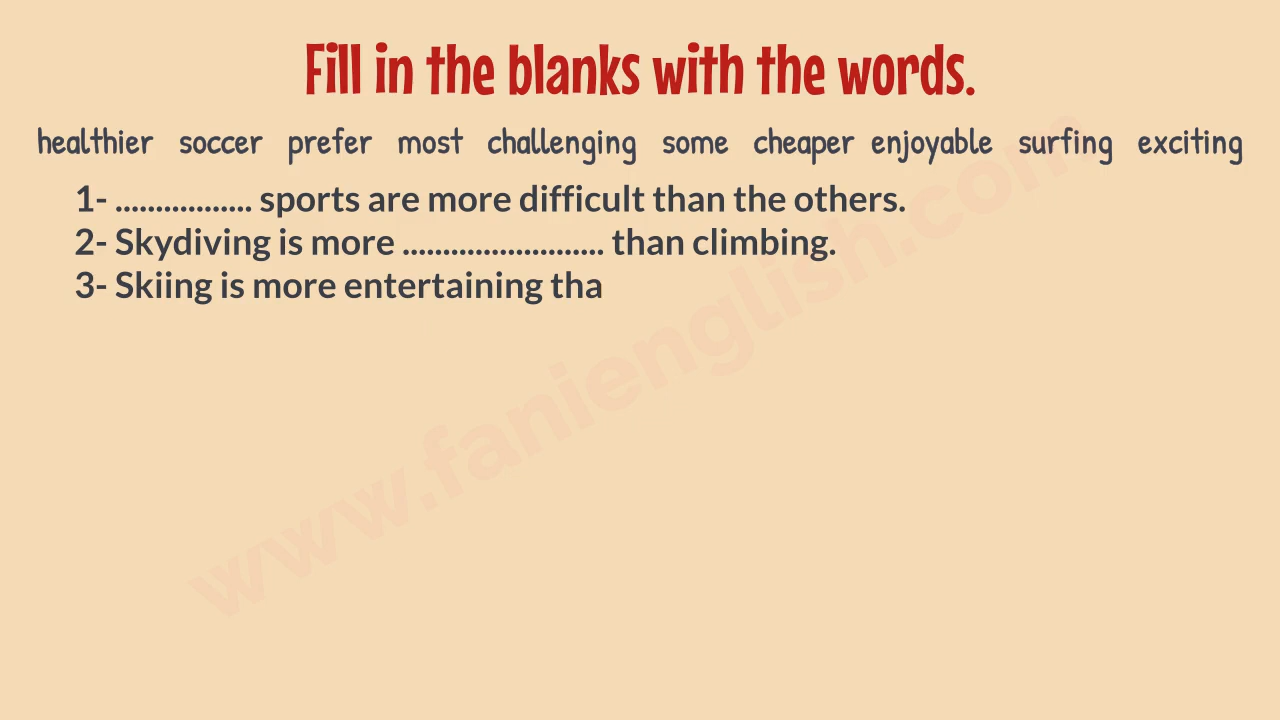 Fill in the blanks with the words.
healthier soccer prefer most challenging some cheaper enjoyable surfing exciting
1- ................. sports are more difficult than the others.
2- Skydiving is more ......................... than climbing.
3- Skiing is more entertaining tha
www.fanienglish.com